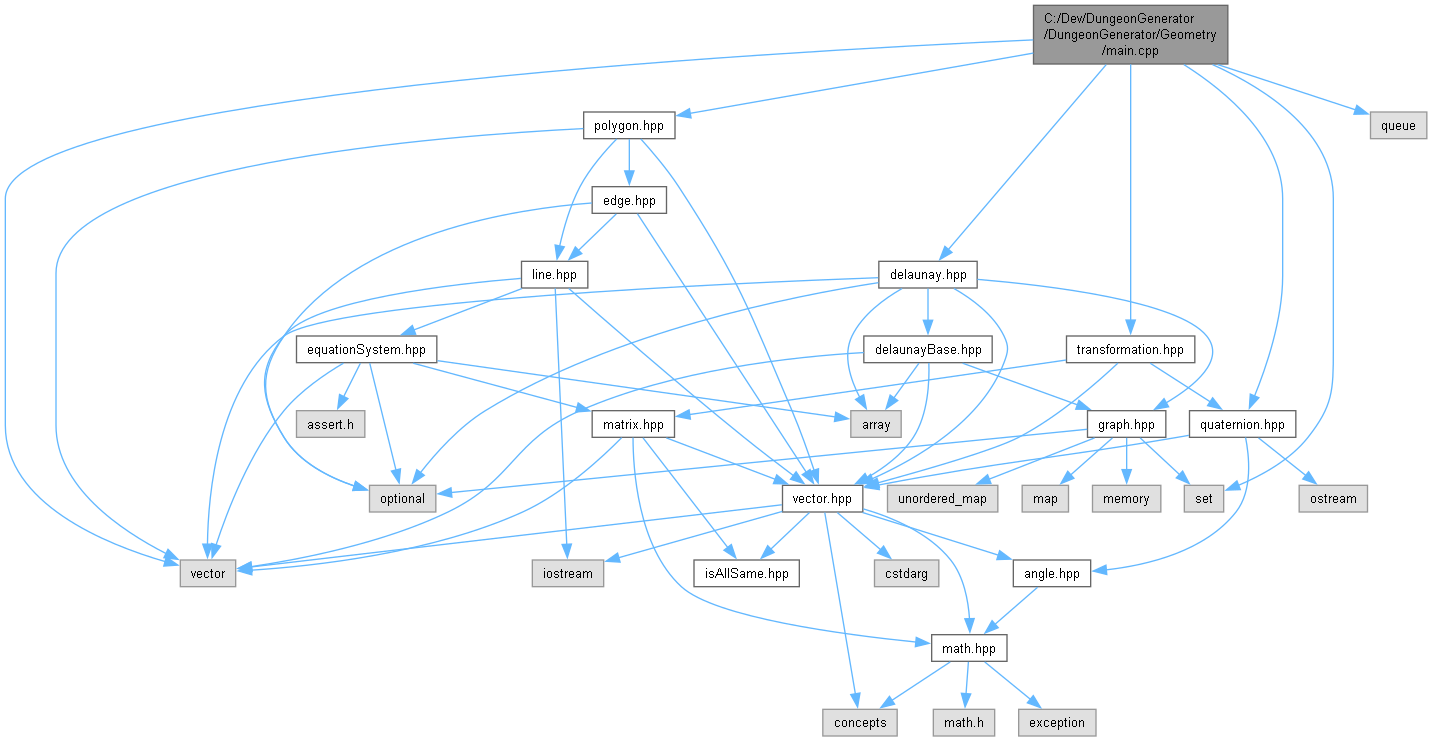 C:/Dev/DungeonGenerator
/DungeonGenerator/Geometry
/main.cpp
polygon.hpp
queue
edge.hpp
line.hpp
delaunay.hpp
equationSystem.hpp
delaunayBase.hpp
transformation.hpp
assert.h
matrix.hpp
array
graph.hpp
quaternion.hpp
optional
vector.hpp
unordered_map
map
memory
set
ostream
vector
iostream
isAllSame.hpp
cstdarg
angle.hpp
math.hpp
concepts
math.h
exception